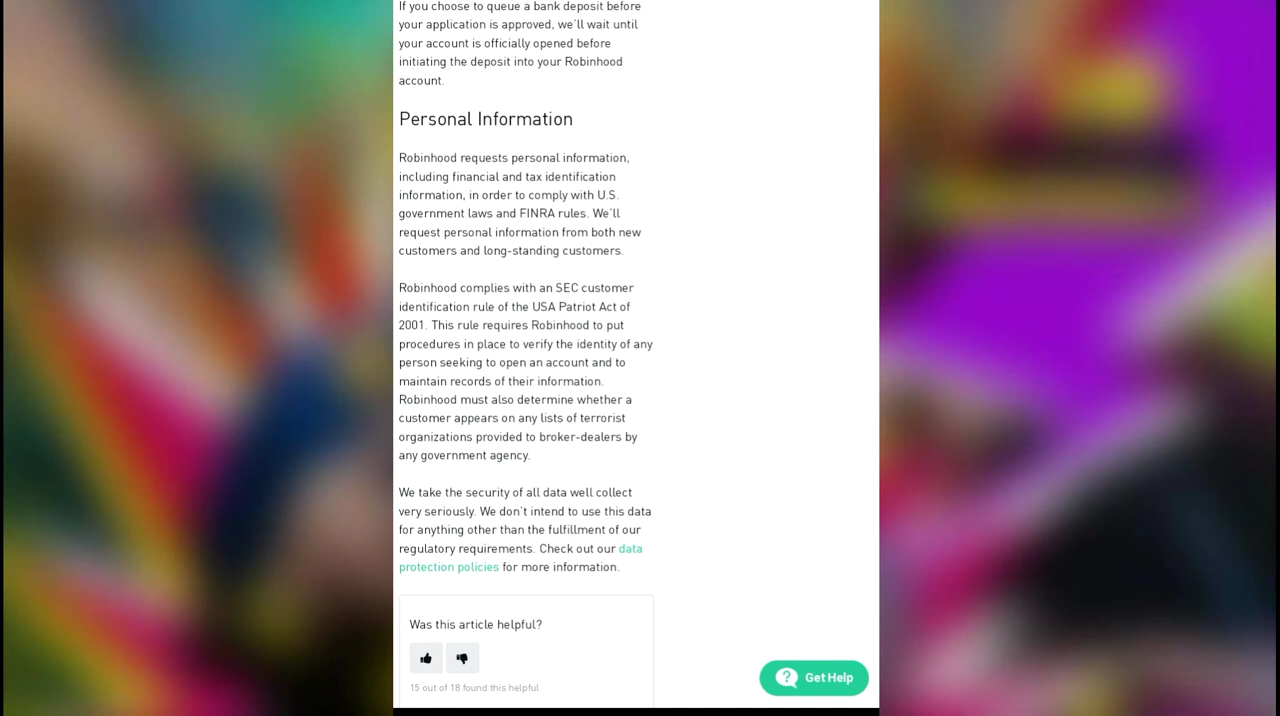 If you choose to queue a bank deposit before
your application is approved, we'll wait until
your account is officially opened before
initiating the deposit into your Robinhood
account.
Personal Information
Robinhood requests personal information,
including financial and tax identification
information, in order to comply with U.S.
government laws and FINRA rules. We'll
request personal information from both new
customers and long-standing customers.
Robinhood complies with an SEC customer
identification rule of the USA Patriot Act of
2001. This rule requires Robinhood to put
procedures in place to verify the identity of any
person seeking to open an account and to
maintain records of their information.
Robinhood must also determine whether a
customer appears on any lists of terrorist
organizations provided to broker-dealers by
any government agency.
We take the security of all data well collect
very seriously. We don't intend to use this data
for anything other than the fulfillment of our
regulatory requirements. Check out our data
protection policies for more information.
Was this article helpful?
15 out of 18 found this helpful
Get Help